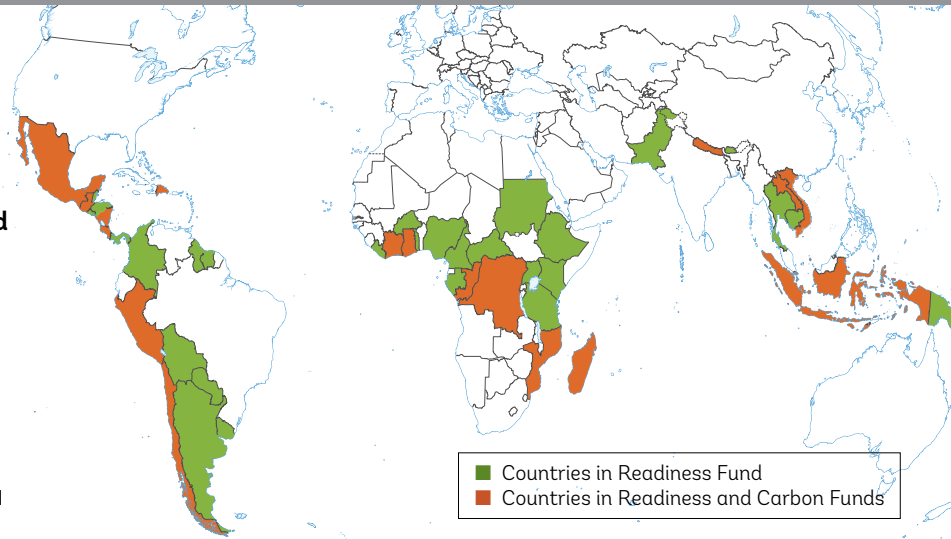 d
Countries in Readiness Fund
Countries in Readiness and Carbon Funds